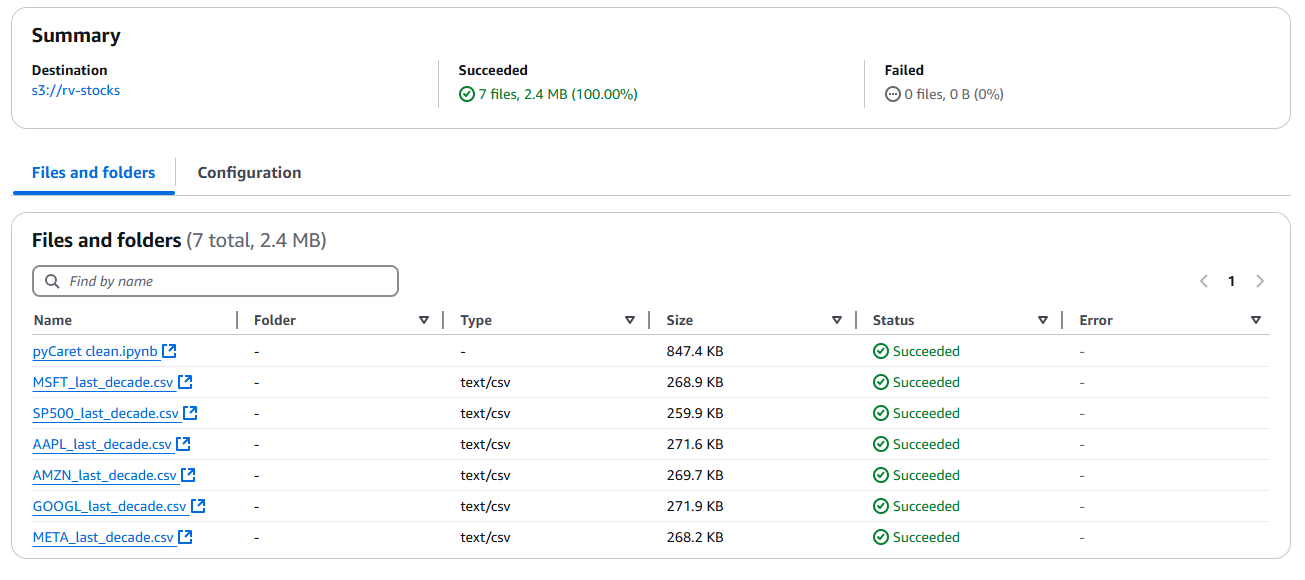 Summary
Destination
s3://rv-stocks
Succeeded
7 files, 2.4 MB (100.00%)
Failed
0 files, 0 B (0%)
Files and folders
Configuration
Files and folders (7 total, 2.4 MB)
Find by name
1
Name Folder Type Size Status Error
pyCaret clean.ipynb - - 847.4 KB Succeeded -
MSFT_last_decade.csv - text/csv 268.9 KB Succeeded -
SP500_last_decade.csv - text/csv 259.9 KB Succeeded -
AAPL_last_decade.csv - text/csv 271.6 KB Succeeded -
AMZN_last_decade.csv - text/csv 269.7 KB Succeeded -
GOOGL_last_decade.csv - text/csv 271.9 KB Succeeded -
META_last_decade.csv - text/csv 268.2 KB Succeeded -